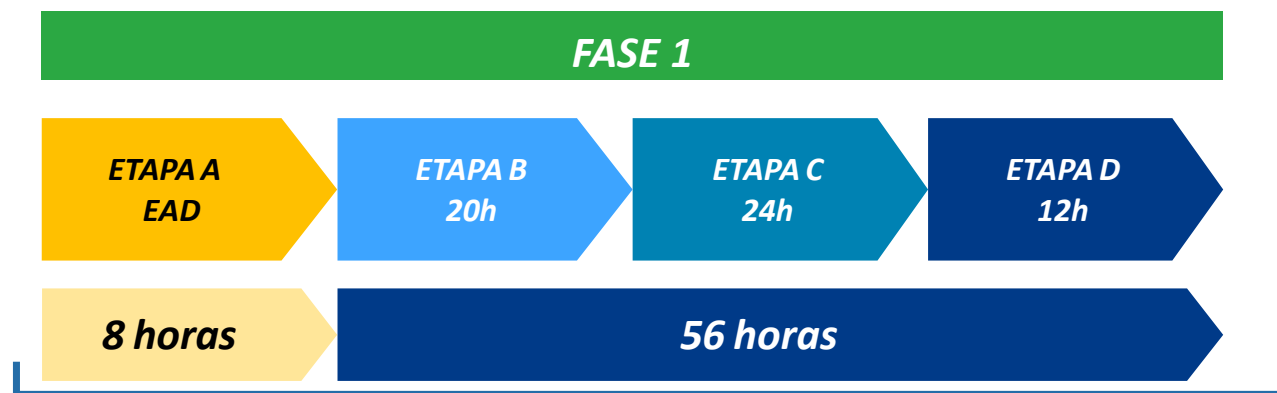 FASE 1
ETAPA A
EAD
ETAPA B
20h
ETAPA C
24h
ETAPA D
12h
8 horas
56 horas